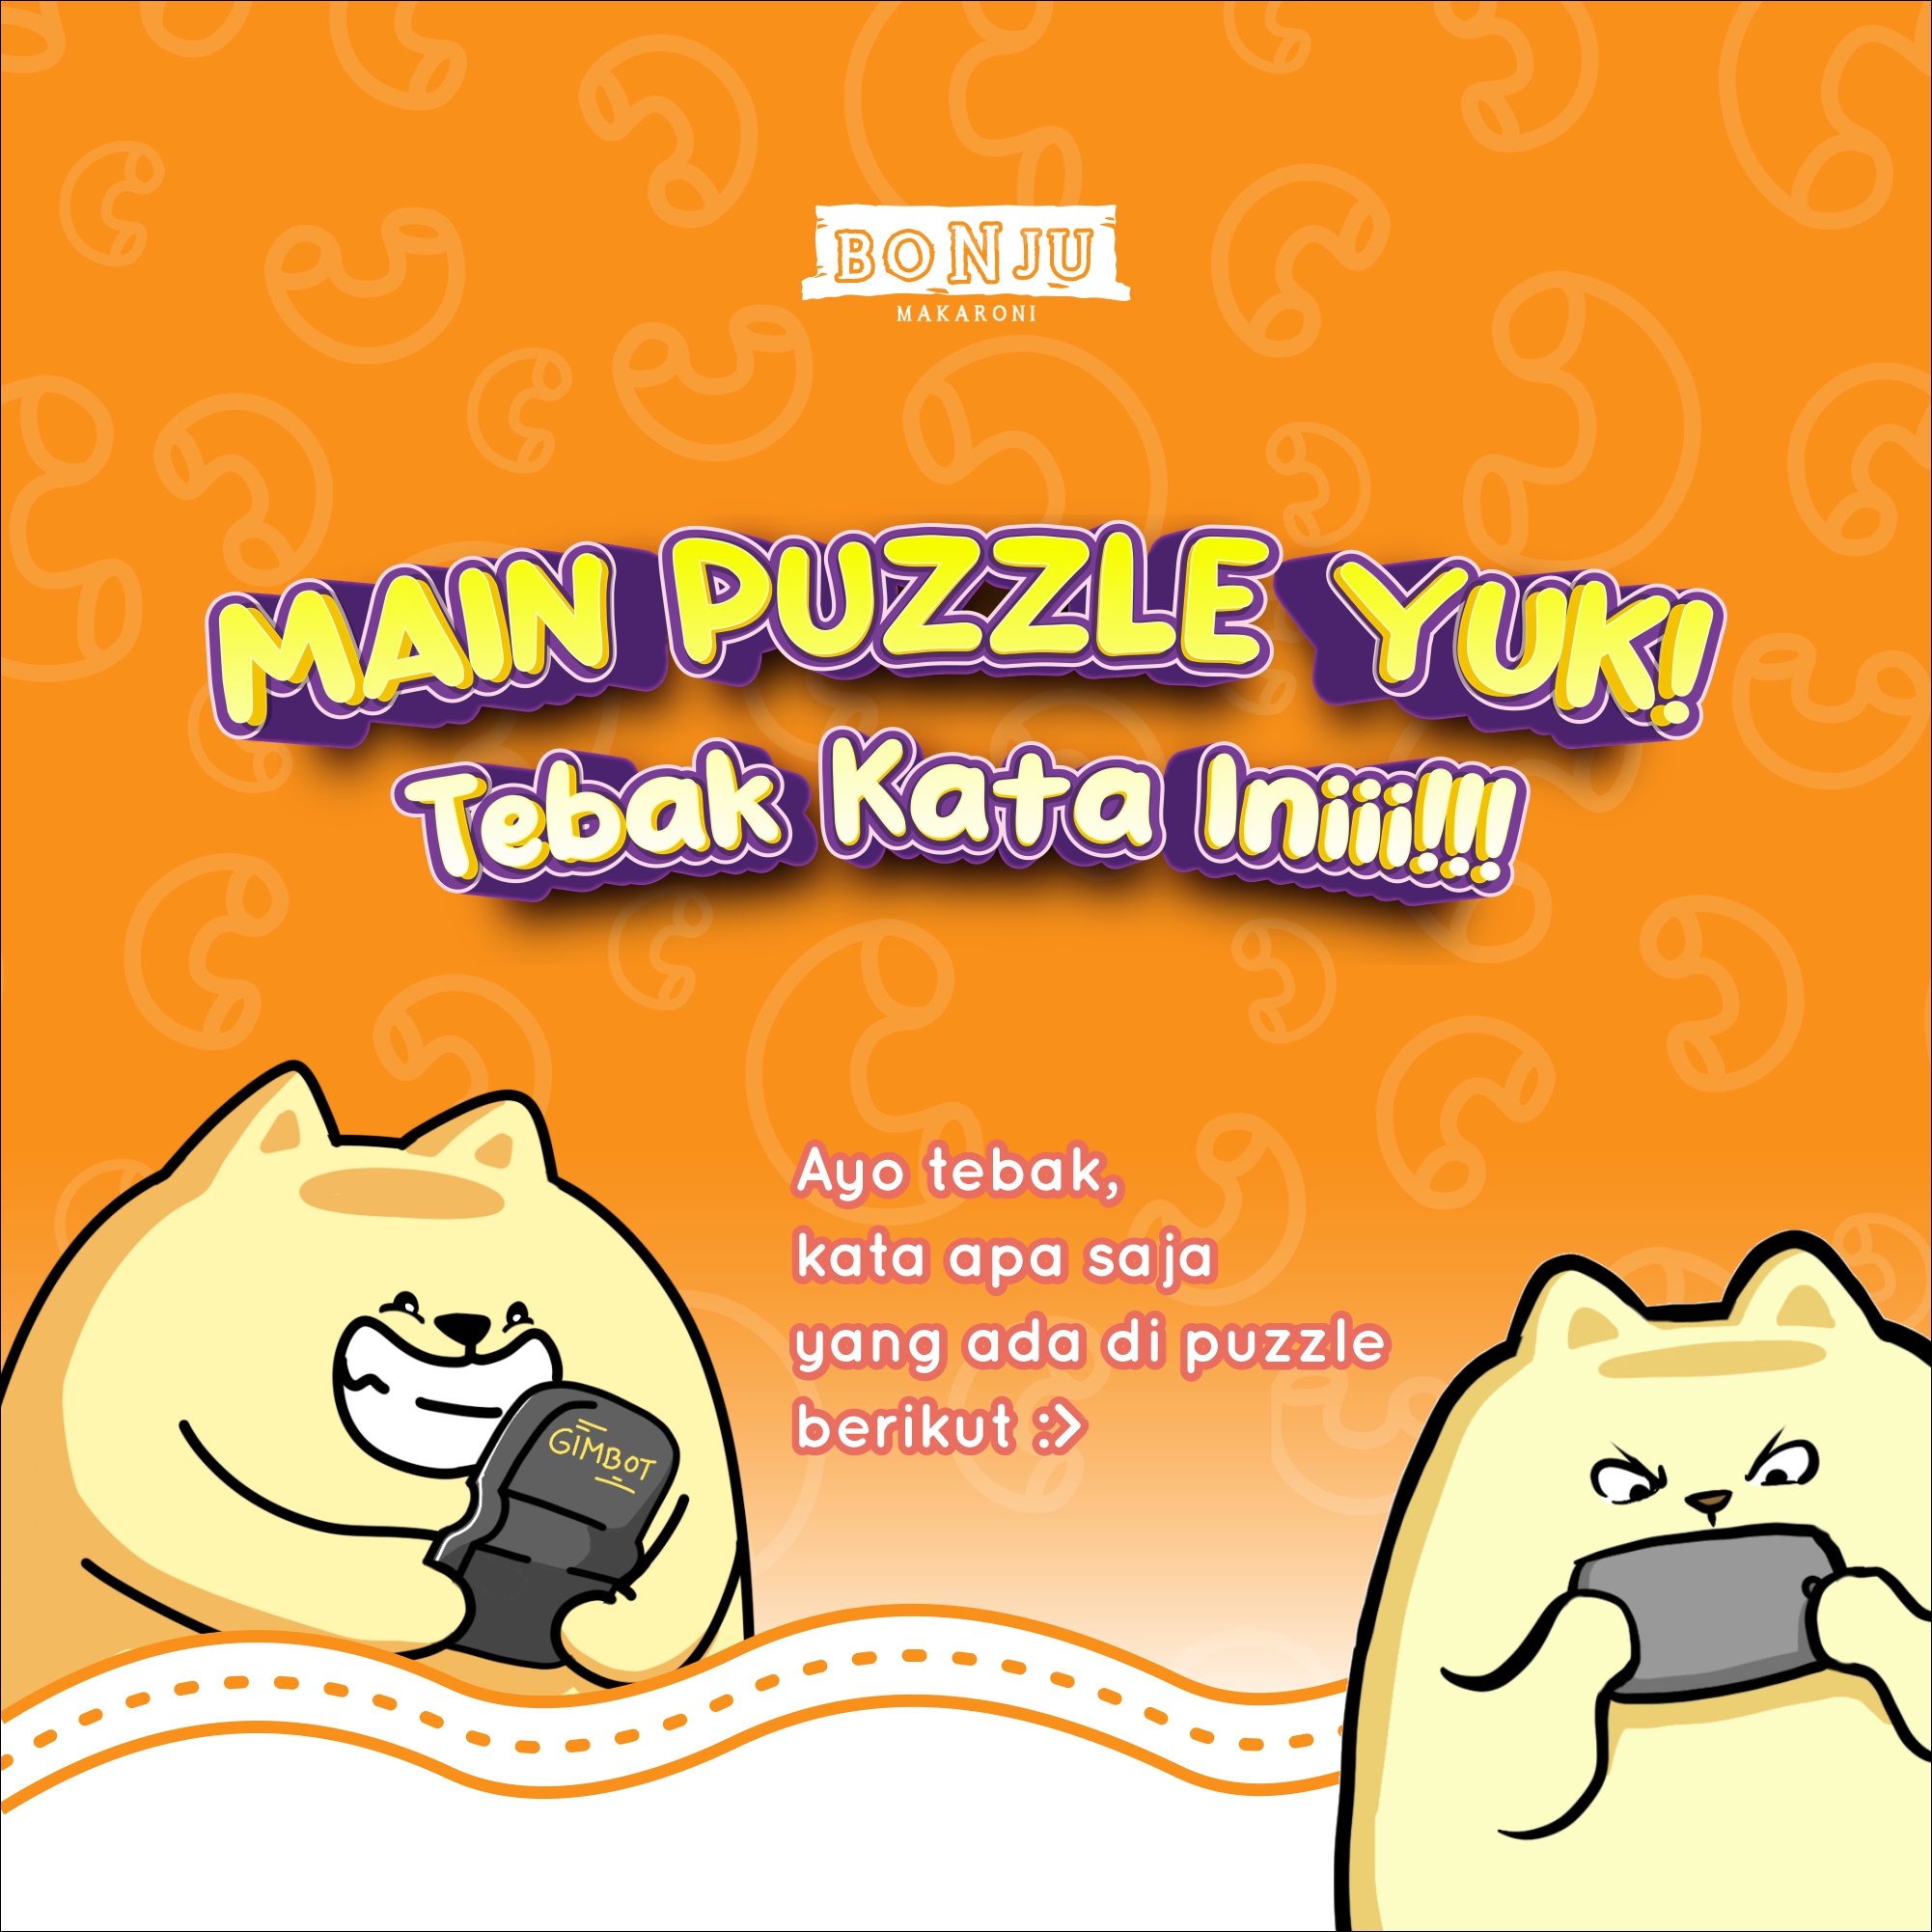 BONJU
MAKARONI
MAIN PUZZLE YUK!
Tebak Kata Iniii!!!
Ayo tebak,
kata apa saja
yang ada di puzzle
berikut :>
GIMBOT